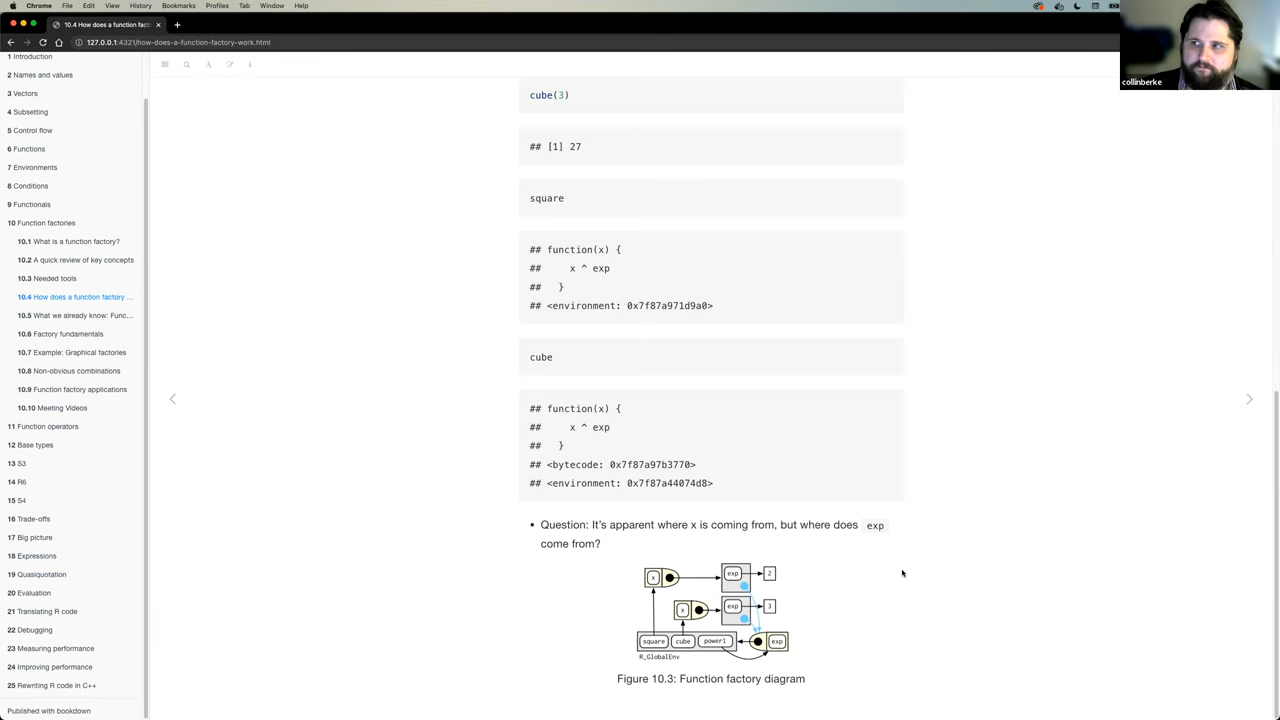 Chrome File Edit View History Bookmarks Profiles Tab Window Help
10.4 How does a function fact
127.0.0.1:4321/how-does-a-function-factory-work.html
collinberke
1 Introduction
2 Names and values
3 Vectors
4 Subsetting
5 Control flow
6 Functions
7 Environments
8 Conditions
9 Functionals
10 Function factories
10.1 What is a function factory?
10.2 A quick review of key concepts
10.3 Needed tools
10.4 How does a function factory ...
10.5 What we already know: Func...
10.6 Factory fundamentals
10.7 Example: Graphical factories
10.8 Non-obvious combinations
10.9 Function factory applications
10.10 Meeting Videos
11 Function operators
12 Base types
13 S3
14 R6
15 S4
16 Trade-offs
17 Big picture
18 Expressions
19 Quasiquotation
20 Evaluation
21 Translating R code
22 Debugging
23 Measuring performance
24 Improving performance
25 Rewriting R code in C++
Published with bookdown
cube(3)
## [1] 27
square
## function(x) {
##     x ^ exp
##   }
## <environment: 0x7f87a971d9a0>
cube
## function(x) {
##     x ^ exp
##   }
## <bytecode: 0x7f87a97b3770>
## <environment: 0x7f87a44074d8>
• Question: It's apparent where x is coming from, but where does exp
come from?
x exp 2
x exp 3
square cube power1 exp
R_GlobalEnv
Figure 10.3: Function factory diagram